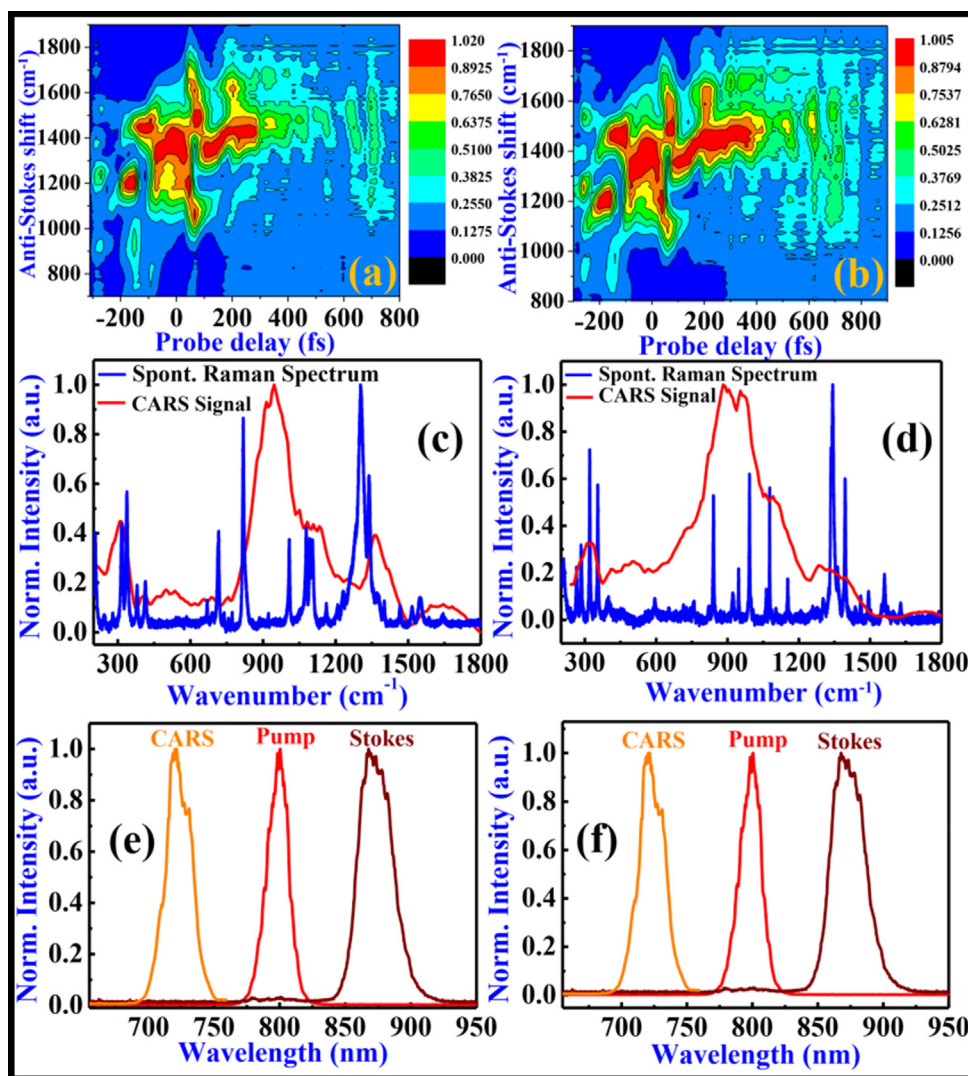 Anti-Stokes shift (cm⁻¹)
1800
1600
1400
1200
1000
800
-200 0 200 400 600 800
Probe delay (fs)
(a)
1.020
0.8925
0.7650
0.6375
0.5100
0.3825
0.2550
0.1275
0.000
Anti-Stokes shift (cm⁻¹)
1800
1600
1400
1200
1000
800
-200 0 200 400 600 800
Probe delay (fs)
(b)
1.005
0.8794
0.7537
0.6281
0.5025
0.3769
0.2512
0.1256
0.000
Norm. Intensity (a.u.)
1.0
0.8
0.6
0.4
0.2
0.0
Spont. Raman Spectrum
CARS Signal
(c)
300 600 900 1200 1500 1800
Wavenumber (cm⁻¹)
Norm. Intensity (a.u.)
1.0
0.8
0.6
0.4
0.2
0.0
Spont. Raman Spectrum
CARS Signal
(d)
300 600 900 1200 1500 1800
Wavenumber (cm⁻¹)
Norm. Intensity (a.u.)
1.0
0.8
0.6
0.4
0.2
0.0
CARS Pump Stokes
(e)
700 750 800 850 900 950
Wavelength (nm)
Norm. Intensity (a.u.)
1.0
0.8
0.6
0.4
0.2
0.0
CARS Pump Stokes
(f)
700 750 800 850 900 950
Wavelength (nm)